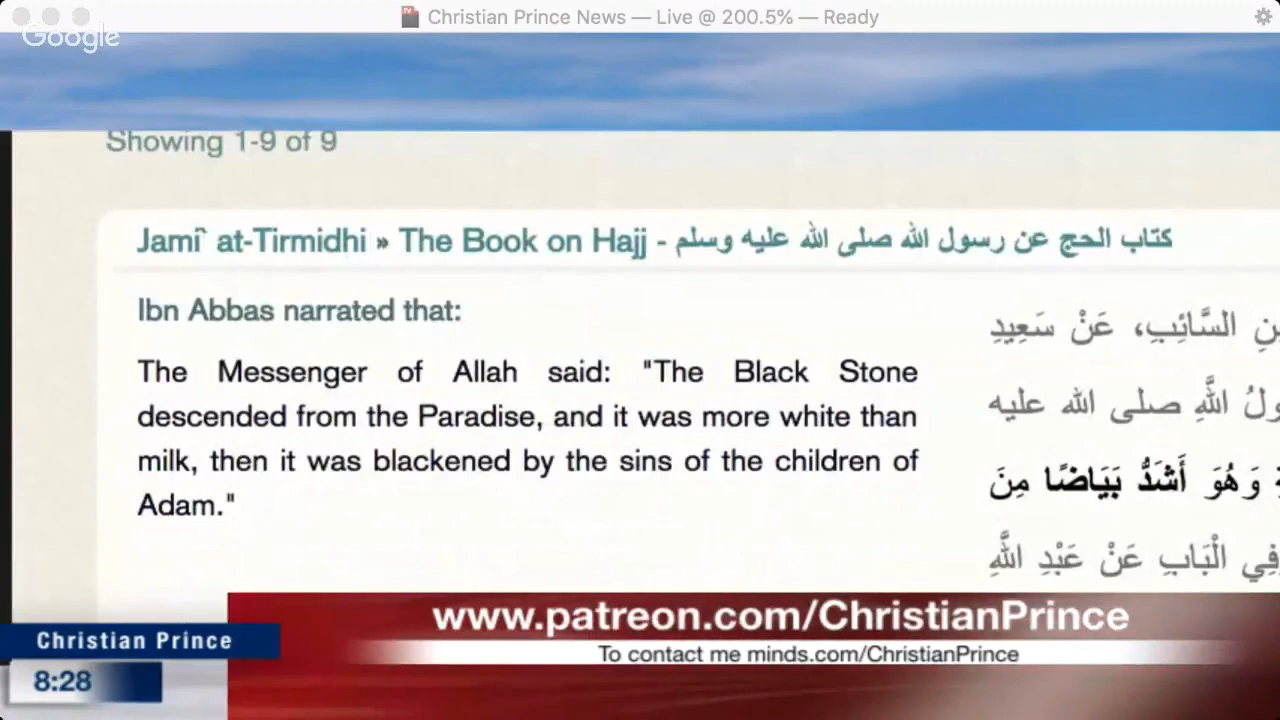 Christian Prince News — Live @ 200.5% — Ready
Google
Showing 1-9 of 9
Jami` at-Tirmidhi » The Book on Hajj - كتاب الحج عن رسول الله صلى الله عليه وسلم
Ibn Abbas narrated that:
The Messenger of Allah said: "The Black Stone
descended from the Paradise, and it was more white than
milk, then it was blackened by the sins of the children of
Adam."
السَّائِبِ، عَنْ سَعِيدِ
اللَّهِ صلى الله عليه
وَهُوَ أَشَدُّ بَيَاضًا مِنَ
الْبَابِ عَنْ عَبْدِ اللَّهِ
www.patreon.com/ChristianPrince
To contact me minds.com/ChristianPrince
Christian Prince
8:28